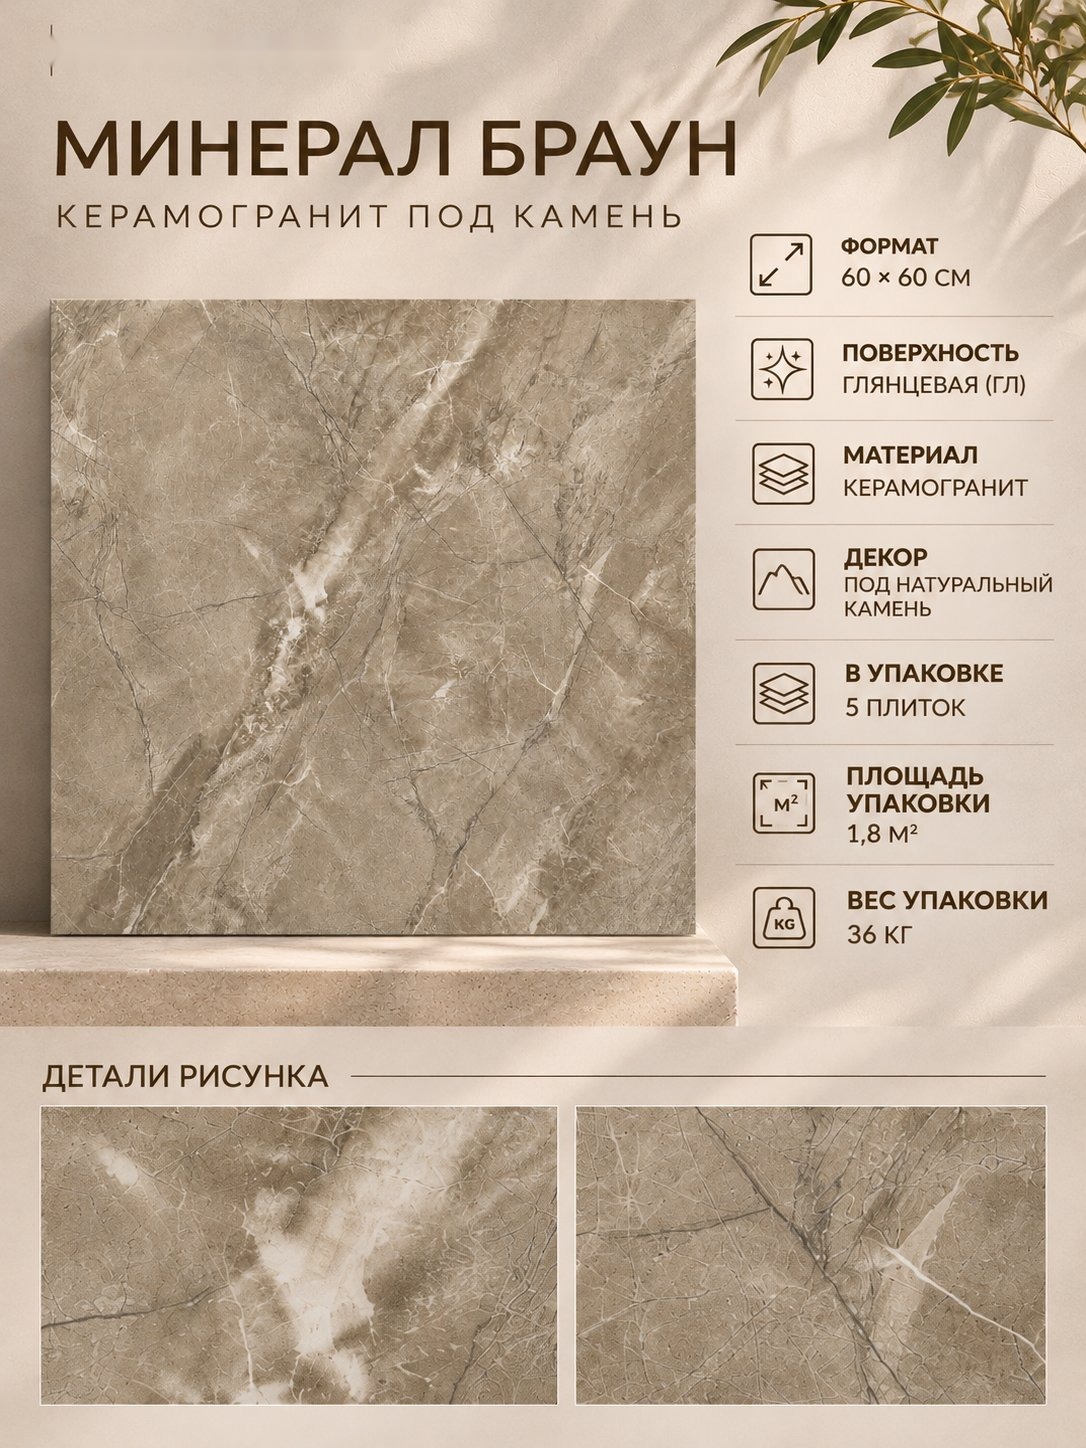 МИНЕРАЛ БРАУН
КЕРАМОГРАНИТ ПОД КАМЕНЬ
ФОРМАТ
60 × 60 СМ
ПОВЕРХНОСТЬ
ГЛЯНЦЕВАЯ (ГЛ)
МАТЕРИАЛ
КЕРАМОГРАНИТ
ДЕКОР
ПОД НАТУРАЛЬНЫЙ
КАМЕНЬ
В УПАКОВКЕ
5 ПЛИТОК
М²
ПЛОЩАДЬ
УПАКОВКИ
1,8 М²
KG
ВЕС УПАКОВКИ
36 КГ
ДЕТАЛИ РИСУНКА